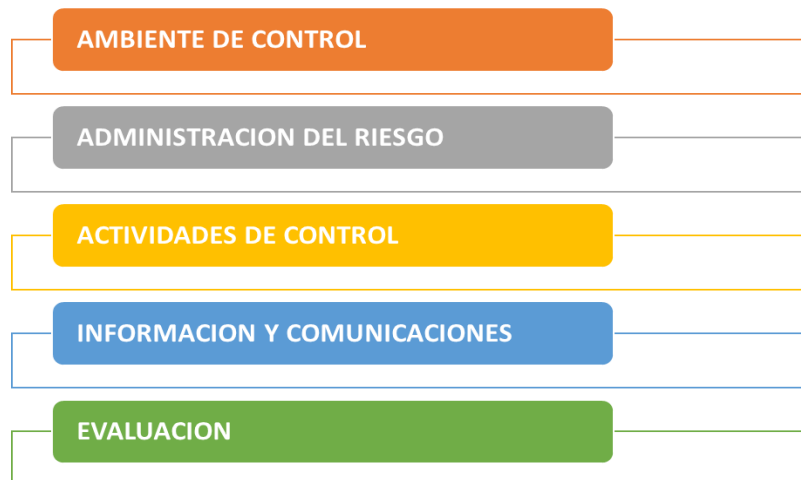 AMBIENTE DE CONTROL
ADMINISTRACION DEL RIESGO
ACTIVIDADES DE CONTROL
INFORMACION Y COMUNICACIONES
EVALUACION